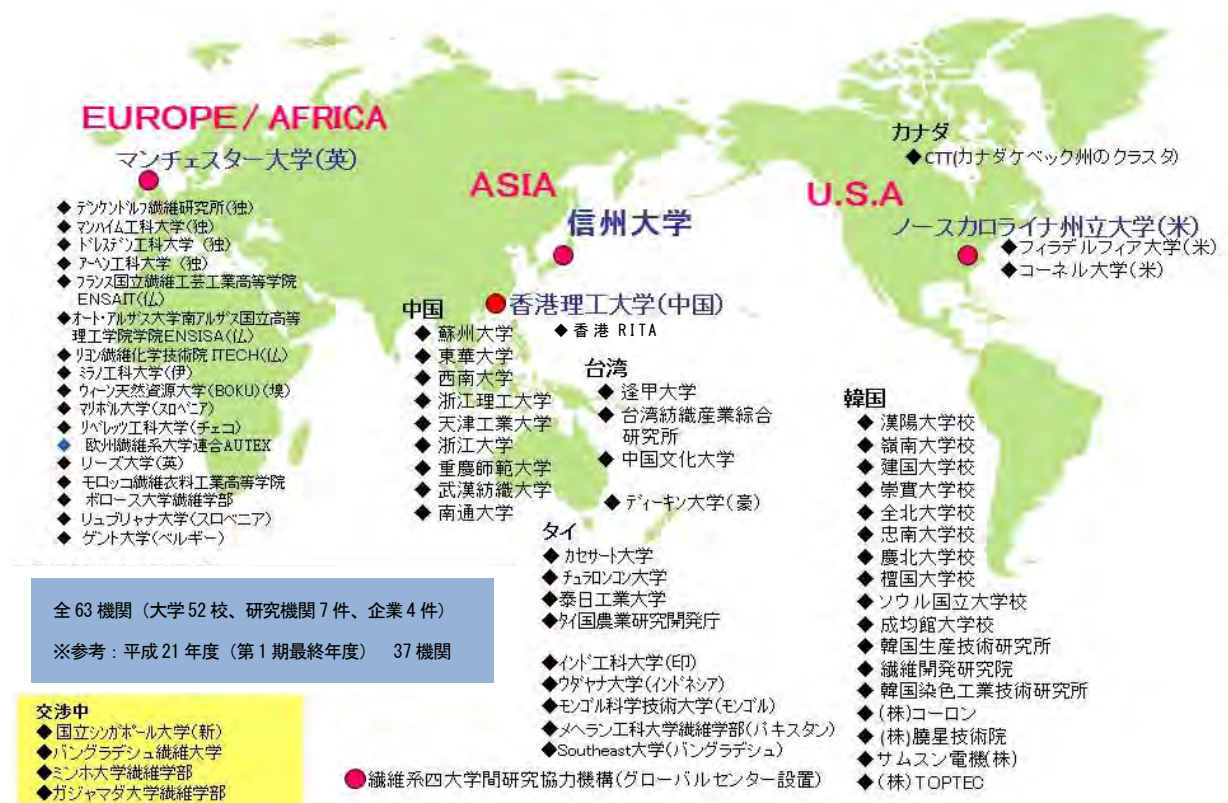 EUROPE / AFRICA
マンチェスター大学(英)
◆ デンケンドルフ繊維研究所(独)
◆ マンハイム工科大学(独)
◆ ドレスデン工科大学 (独)
◆ アーヘン工科大学 (独)
◆ フランス国立繊維工芸工業高等学院
ENSAIT(仏)
◆オート・アルザス大学南アルザス国立高等
理工学院学院ENSISA(仏)
◆ リヨン繊維化学技術院 ITECH(仏)
◆ ミラノ工科大学(伊)
◆ ウィーン天然資源大学(BOKU)(墺)
◆ マリボル大学(スロベニア)
◆ リベレッツ工科大学(チェコ)
◆ 欧州繊維系大学連合AUTEX
◆ リーズ大学(英)
◆ モロッコ繊維衣料工業高等学院
◆ ボロース大学繊維学部
◆ リュブリャナ大学(スロベニア)
◆ ゲント大学(ベルギー)
ASIA
信州大学
香港理工大学(中国)
◆ 香港 RITA
中国
◆ 蘇州大学
◆ 東華大学
◆ 西南大学
◆ 浙江理工大学
◆ 天津工業大学
◆ 浙江大学
◆ 重慶師範大学
◆ 武漢紡織大学
◆ 南通大学
台湾
◆ 逢甲大学
◆ 台湾紡織産業綜合
研究所
◆ 中国文化大学
◆ ディーキン大学(豪)
タイ
◆ カセサート大学
◆ チュラロンコン大学
◆泰日工業大学
◆タイ国農業研究開発庁
◆インド工科大学(印)
◆ウダヤナ大学(インドネシア)
◆モンゴル科学技術大学(モンゴル)
◆メヘラン工科大学繊維学部(パキスタン)
◆Southeast大学(バングラデシュ)
カナダ
◆CTT(カナダケベック州のクラスタ)
U.S.A
ノースカロライナ州立大学(米)
◆フィラデルフィア大学(米)
◆コーネル大学(米)
韓国
◆ 漢陽大学校
◆ 嶺南大学校
◆ 建国大学校
◆ 崇實大学校
◆ 全北大学校
◆ 忠南大学校
◆ 慶北大学校
◆ 檀国大学校
◆ ソウル国立大学校
◆ 成均館大学校
◆ 韓国生産技術研究所
◆ 繊維開発研究院
◆ 韓国染色工業技術研究所
◆ (株)コーロン
◆ (株)曉星技術院
◆サムスン電機(株)
◆(株)TOPTEC
全 63 機関（大学 52 校、研究機関 7 件、企業 4 件）
※参考：平成 21 年度（第 1 期最終年度） 37 機関
交渉中
◆ 国立シンガポール大学(新)
◆バングラデシュ繊維大学
◆ミンホ大学繊維学部
◆ガジャマダ大学繊維学部
繊維系四大学間研究協力機構(グローバルセンター設置)